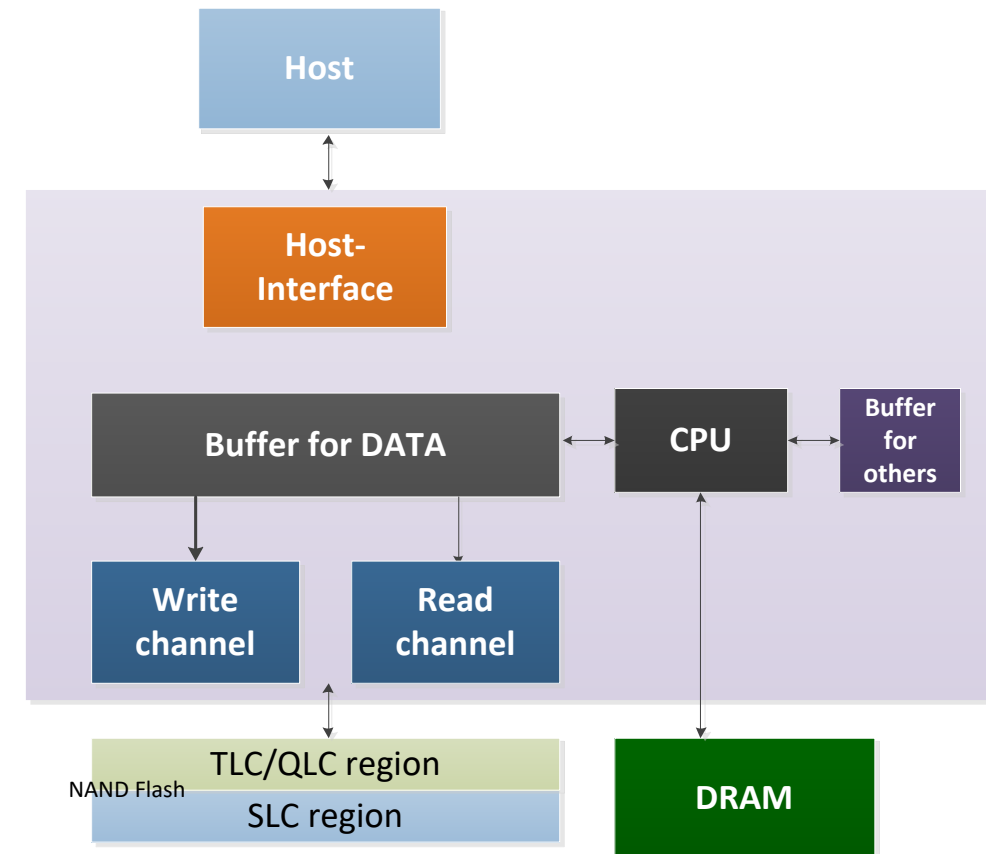 Host
Host-
Interface
Buffer for DATA
CPU
Buffer
for
others
Write
channel
Read
channel
TLC/QLC region
NAND Flash
SLC region
DRAM